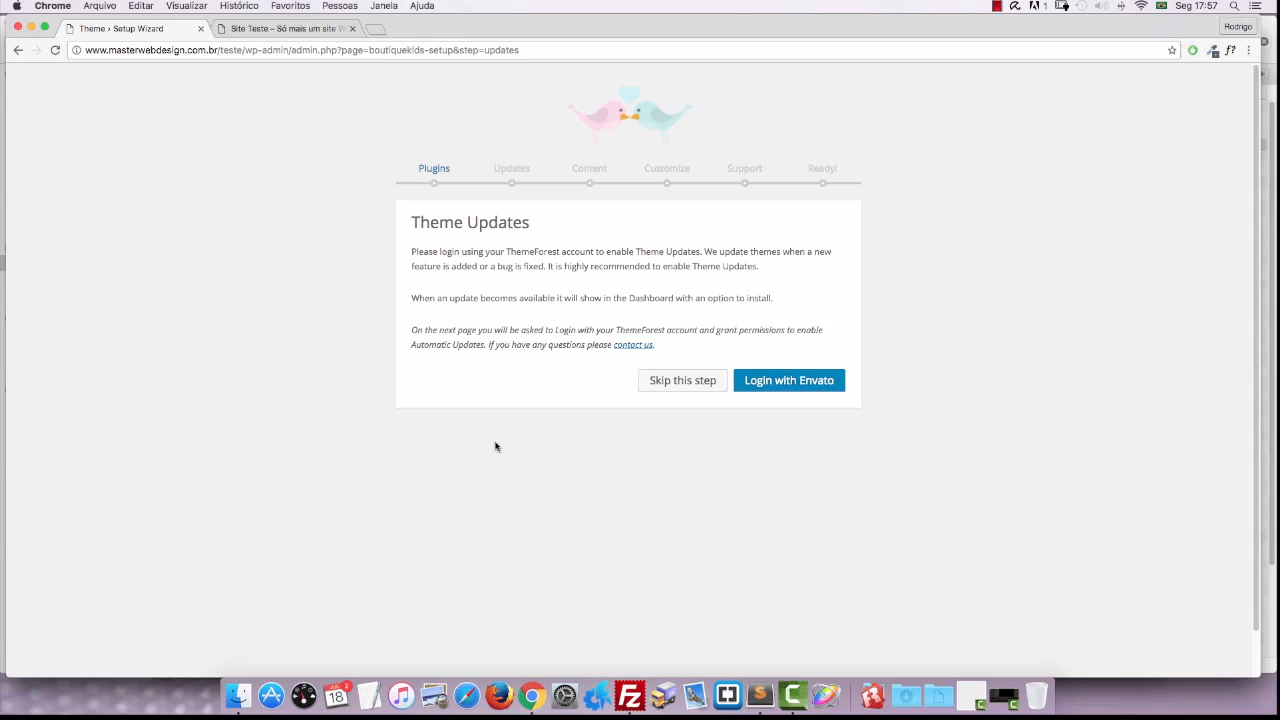 Chrome Arquivo Editar Visualizar Histórico Favoritos Pessoas Janela Ajuda
1 Seg 17:57
Theme › Setup Wizard
Site Teste – Só mais um site W
Rodrigo
www.masterwebdesign.com.br/teste/wp-admin/admin.php?page=boutiquekids-setup&step=updates
f?
Plugins Updates Content Customize Support Ready!
Theme Updates
Please login using your ThemeForest account to enable Theme Updates. We update themes when a new
feature is added or a bug is fixed. It is highly recommended to enable Theme Updates.
When an update becomes available it will show in the Dashboard with an option to install.
On the next page you will be asked to Login with your ThemeForest account and grant permissions to enable
Automatic Updates. If you have any questions please contact us.
Skip this step
Login with Envato
18
2
Fz
S
C